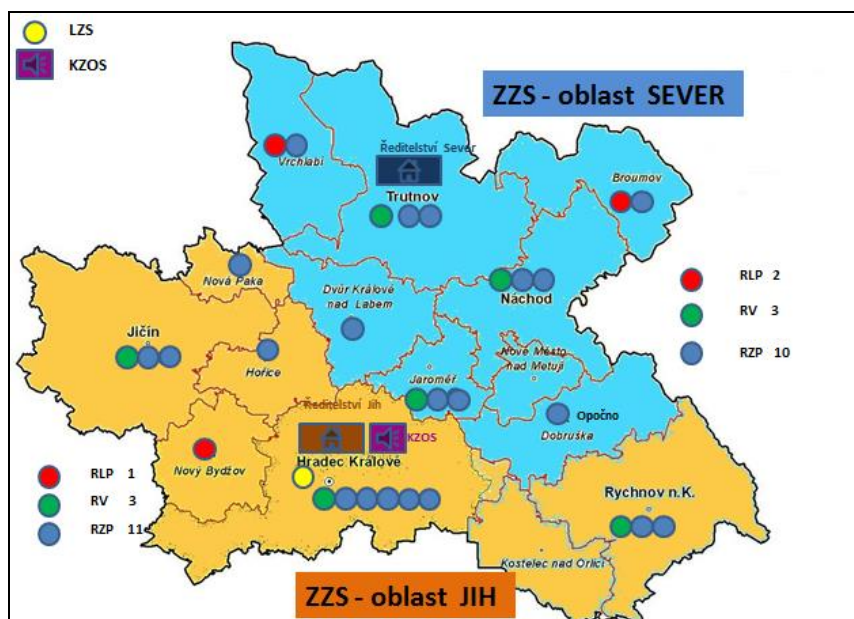 LZS
KZOS
ZZS - oblast SEVER
Ředitelství Sever
Vrchlabí
Trutnov
Broumov
Nová Paka
Dvůr Králové
nad Labem
Náchod
RLP 2
RV 3
RZP 10
Jičín
Hořice
Nové Město
nad Metují
Jaroměř
Ředitelství Jih
KZOS
Opočno
Dobruška
Nový Bydžov
Hradec Králové
RLP 1
RV 3
RZP 11
Rychnov n.K.
Kostelec nad Orlicí
ZZS - oblast JIH